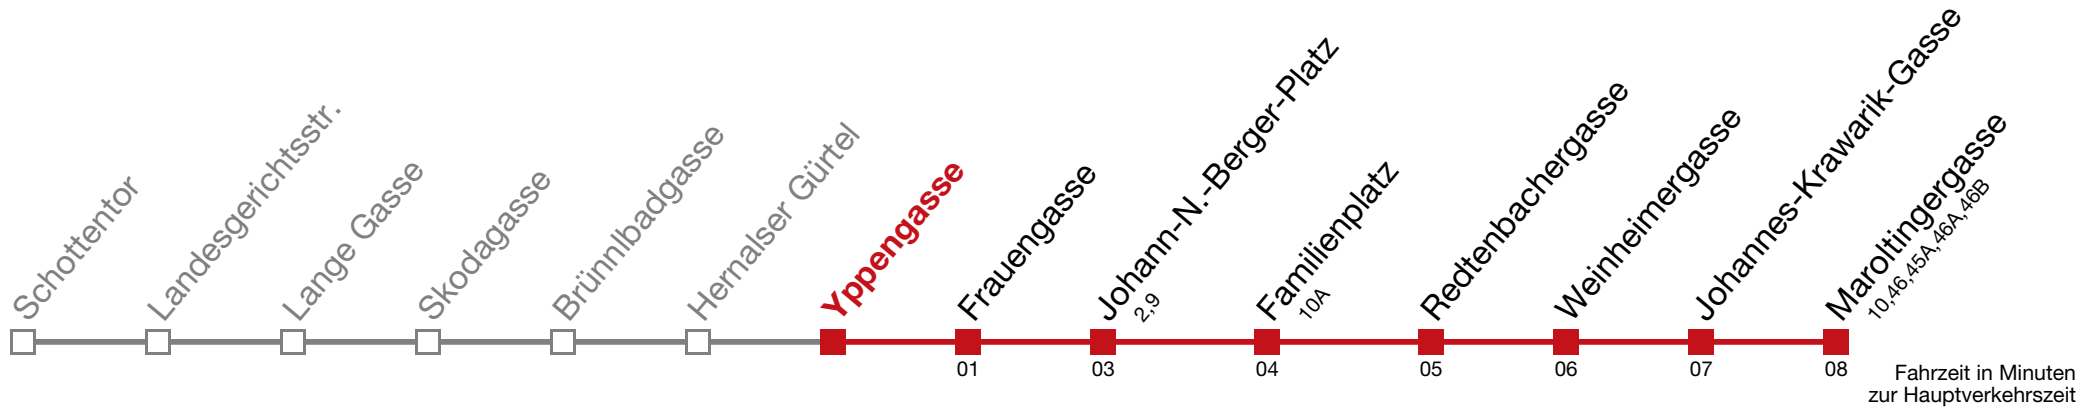 Schottentor
Landesgerichtsstr.
Lange Gasse
Skodagasse
Brünnlbadgasse
Hernalser Gürtel
Yppengasse
Frauengasse
Johann-N.-Berger-Platz
2,9
Familienplatz
10A
Redtenbachergasse
Weinheimergasse
Johannes-Krawarik-Gasse
Maroltingergasse
10,46,45A,46A,46B
01
03
04
05
06
07
08
Fahrzeit in Minuten
zur Hauptverkehrszeit